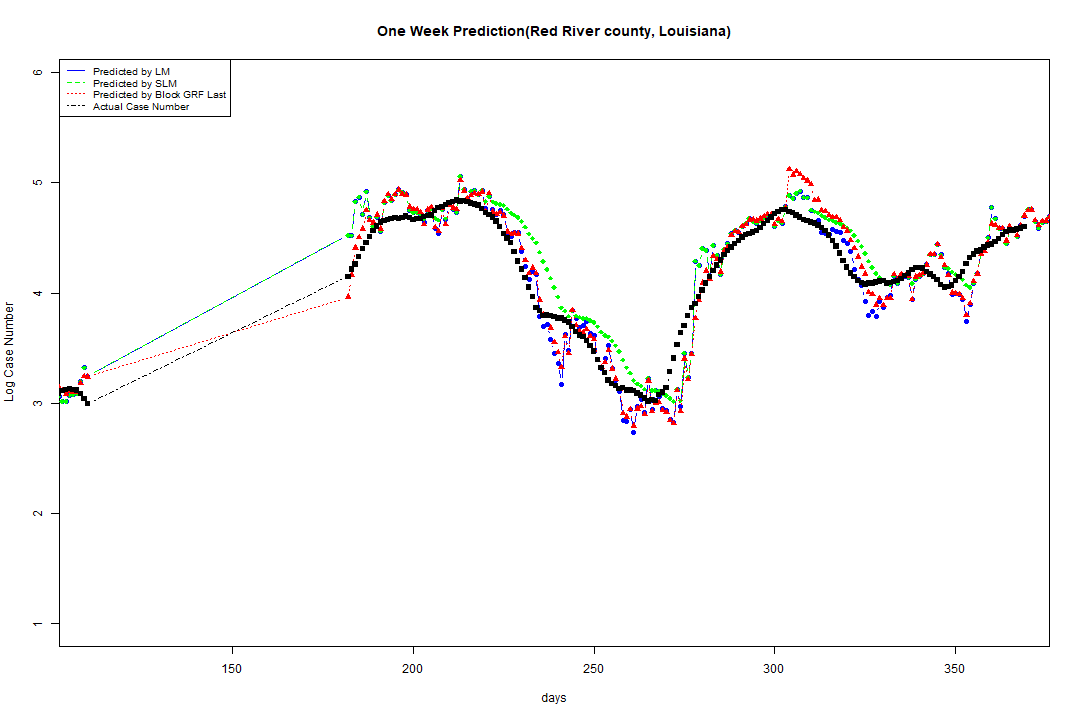 One Week Prediction(Red River county, Louisiana)
Predicted by LM
Predicted by SLM
Predicted by Block GRF Last
Actual Case Number
6
5
4
3
2
1
Log Case Number
150 200 250 300 350
days